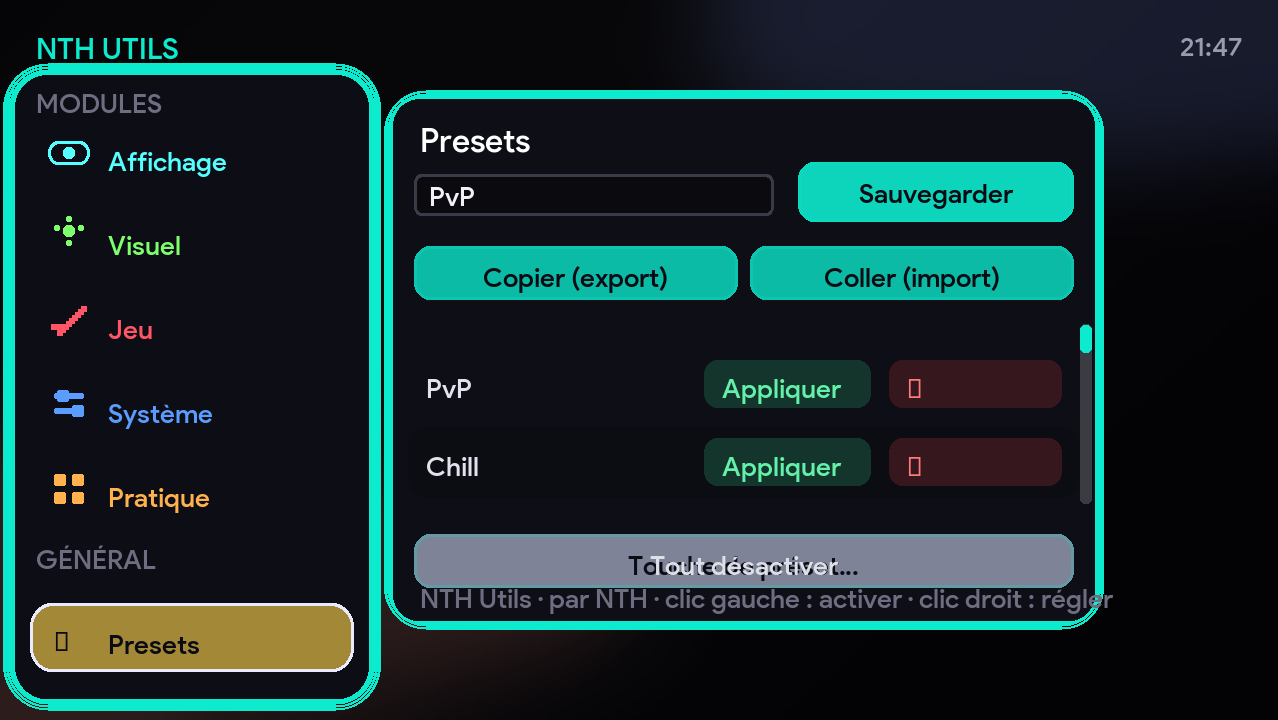 NTH UTILS
21:47
MODULES
Affichage
Visuel
Jeu
Système
Pratique
GÉNÉRAL
Presets
Presets
PvP
Sauvegarder
Copier (export)
Coller (import)
PvP
Appliquer
Chill
Appliquer
Tout désactiver
NTH Utils · par NTH · clic gauche : activer · clic droit : régler